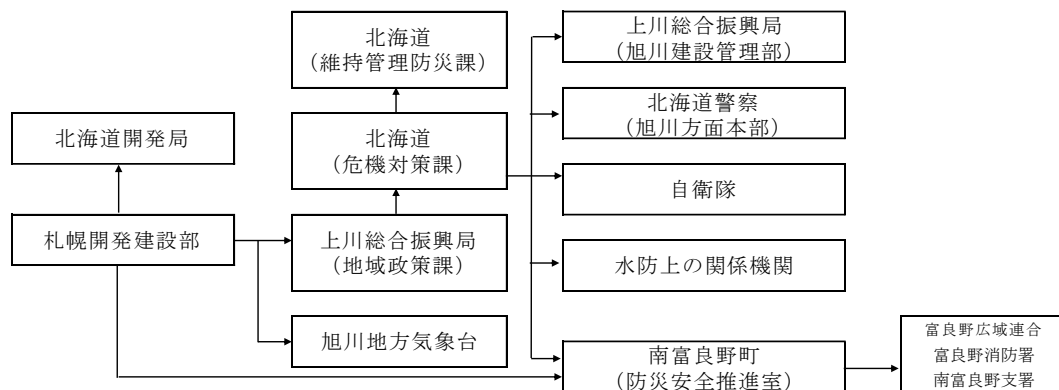 北海道
（維持管理防災課）
上川総合振興局
（旭川建設管理部）
北海道開発局
北海道
（危機対策課）
北海道警察
（旭川方面本部）
自衛隊
札幌開発建設部
上川総合振興局
（地域政策課）
水防上の関係機関
旭川地方気象台
南富良野町
（防災安全推進室）
富良野広域連合
富良野消防署
南富良野支署